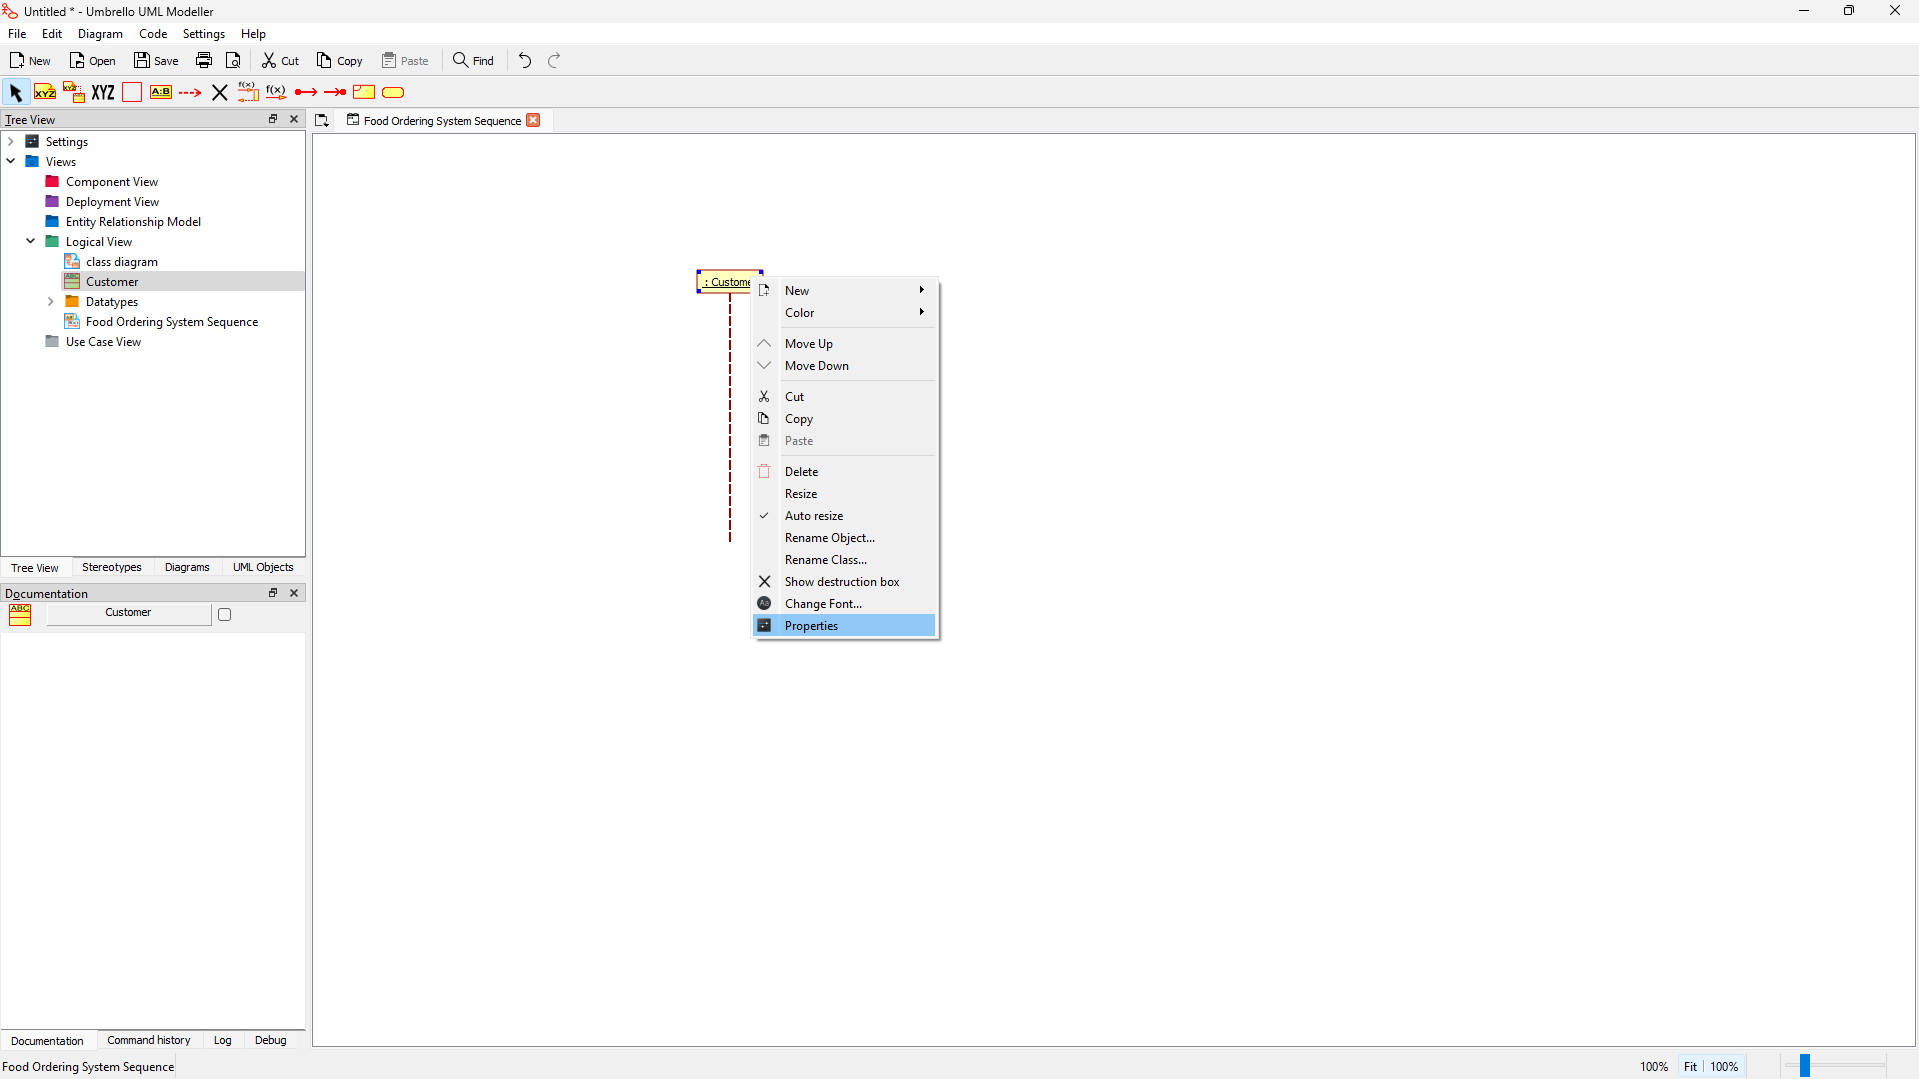 Untitled * - Umbrello UML Modeller
File Edit Diagram Code Settings Help
New Open Save Cut Copy Paste Find
XYZ XYZ XYZ A:B f(x) f(x)
Tree View
Food Ordering System Sequence
Settings
Views
Component View
Deployment View
Entity Relationship Model
Logical View
class diagram
Customer
Datatypes
Food Ordering System Sequence
Use Case View
: Custome
New
Color
Move Up
Move Down
Cut
Copy
Paste
Delete
Resize
Auto resize
Rename Object...
Rename Class...
Show destruction box
Aa Change Font...
Properties
Tree View Stereotypes Diagrams UML Objects
Documentation
ABC Customer
Documentation Command history Log Debug
Food Ordering System Sequence
100% Fit 100%